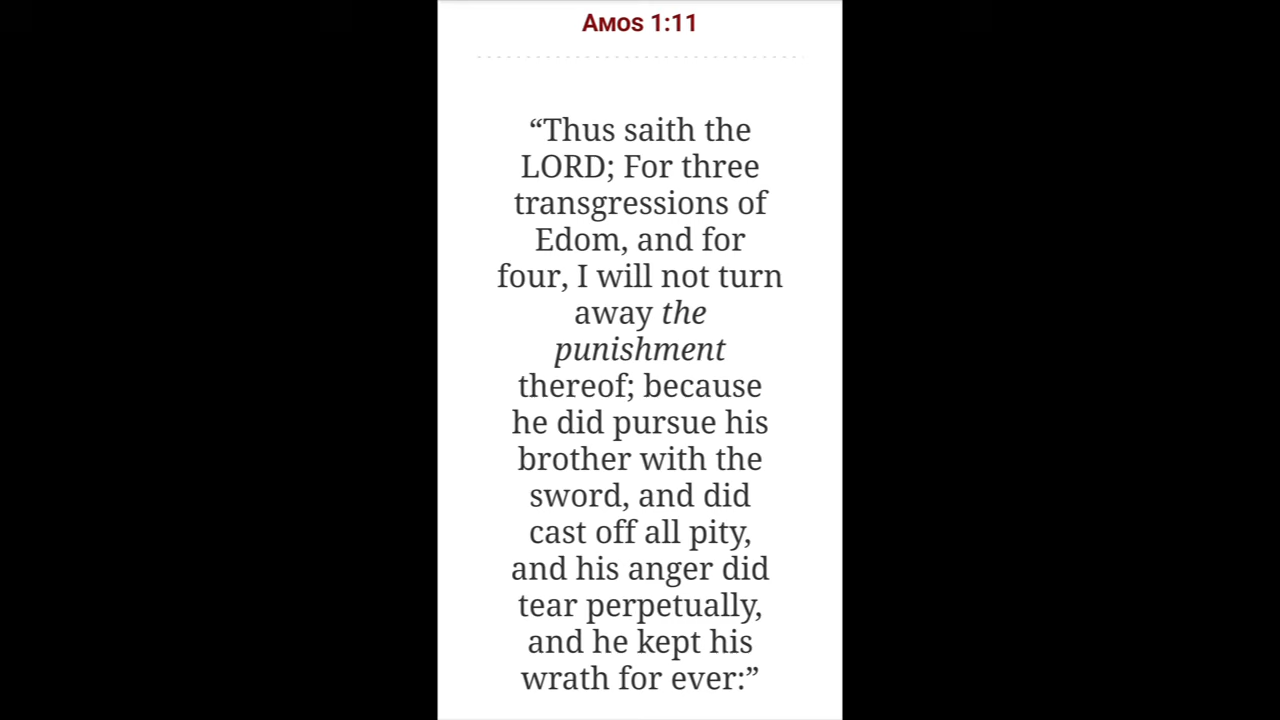 Amos 1:11
“Thus saith the
LORD; For three
transgressions of
Edom, and for
four, I will not turn
away the
punishment
thereof; because
he did pursue his
brother with the
sword, and did
cast off all pity,
and his anger did
tear perpetually,
and he kept his
wrath for ever:”